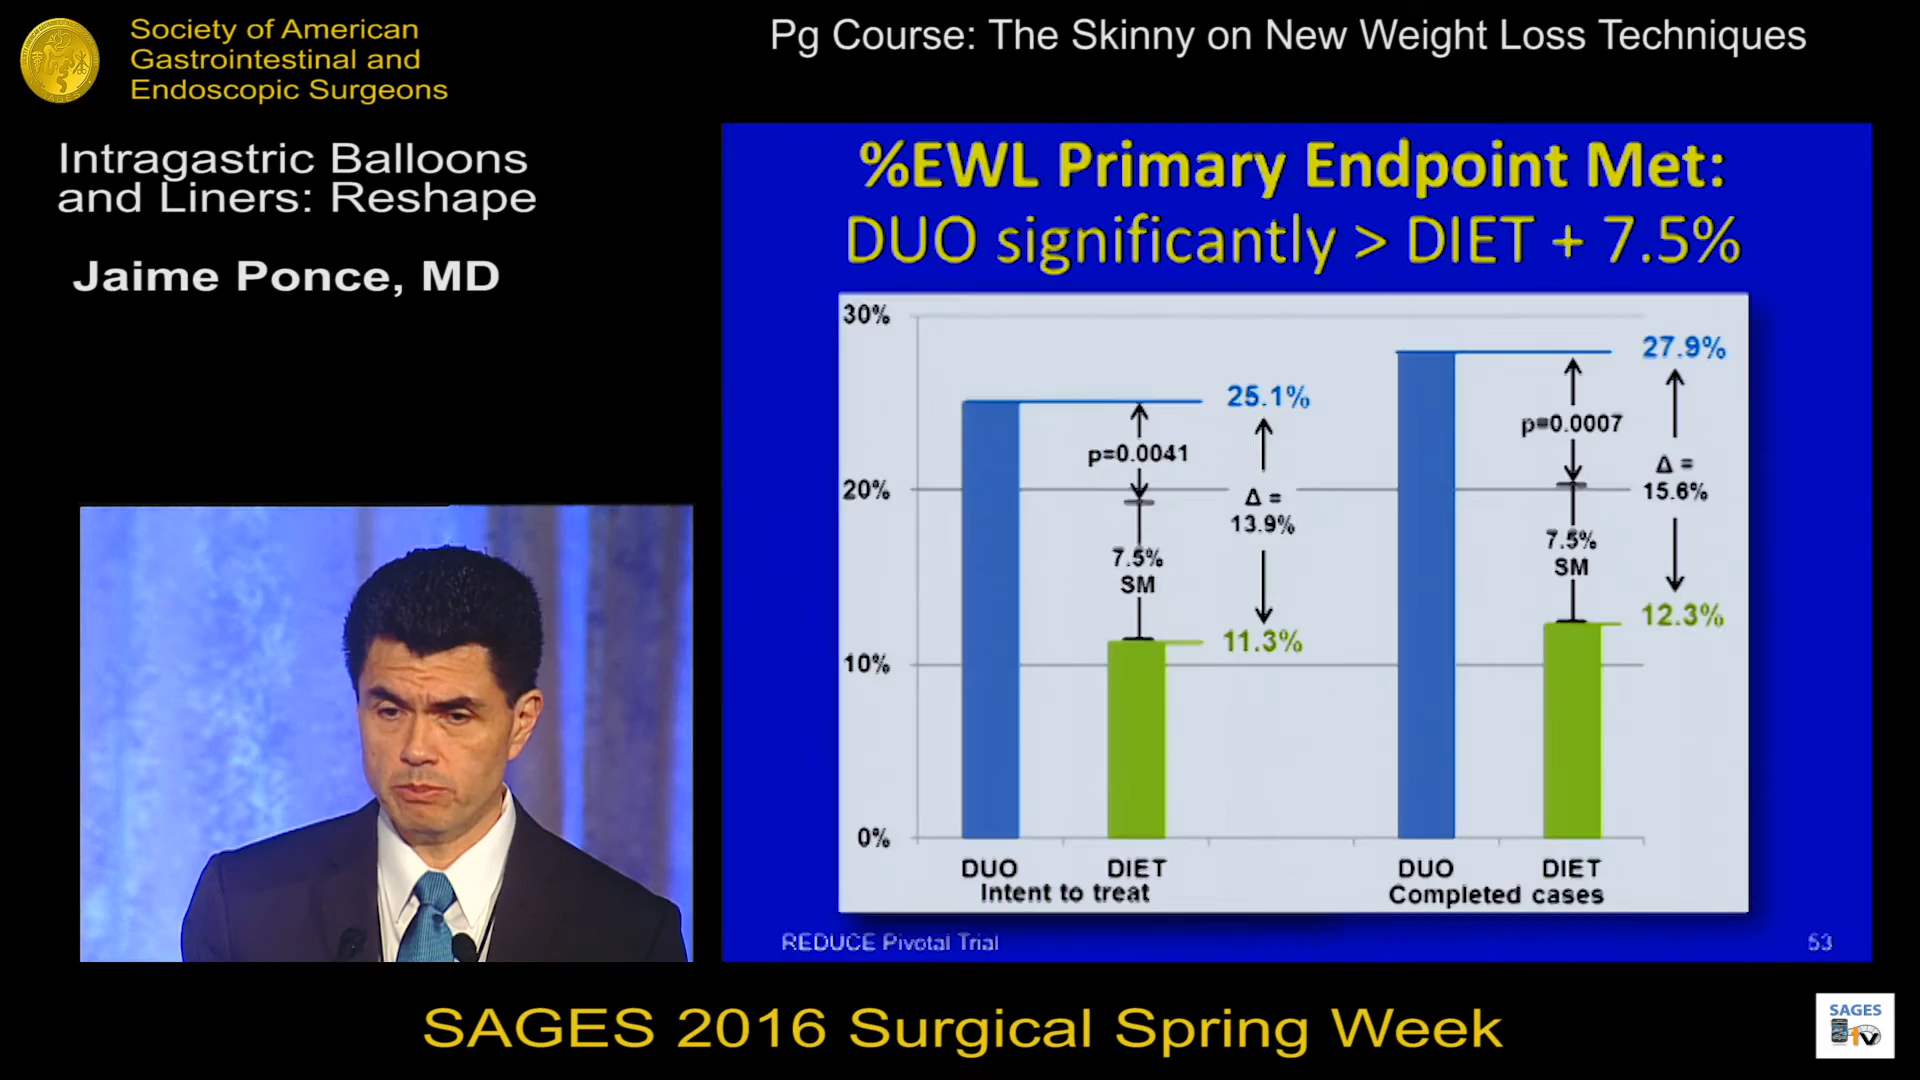 Society of American
Gastrointestinal and
Endoscopic Surgeons
Pg Course: The Skinny on New Weight Loss Techniques
Intragastric Balloons
and Liners: Reshape
Jaime Ponce, MD
%EWL Primary Endpoint Met:
DUO significantly > DIET + 7.5%
30%
20%
10%
0%
25.1%
p=0.0041
Δ =
13.9%
7.5%
SM
11.3%
27.9%
p=0.0007
Δ =
15.6%
7.5%
SM
12.3%
DUO DIET
Intent to treat
DUO DIET
Completed cases
REDUCE Pivotal Trial
53
SAGES 2016 Surgical Spring Week
SAGES
TV